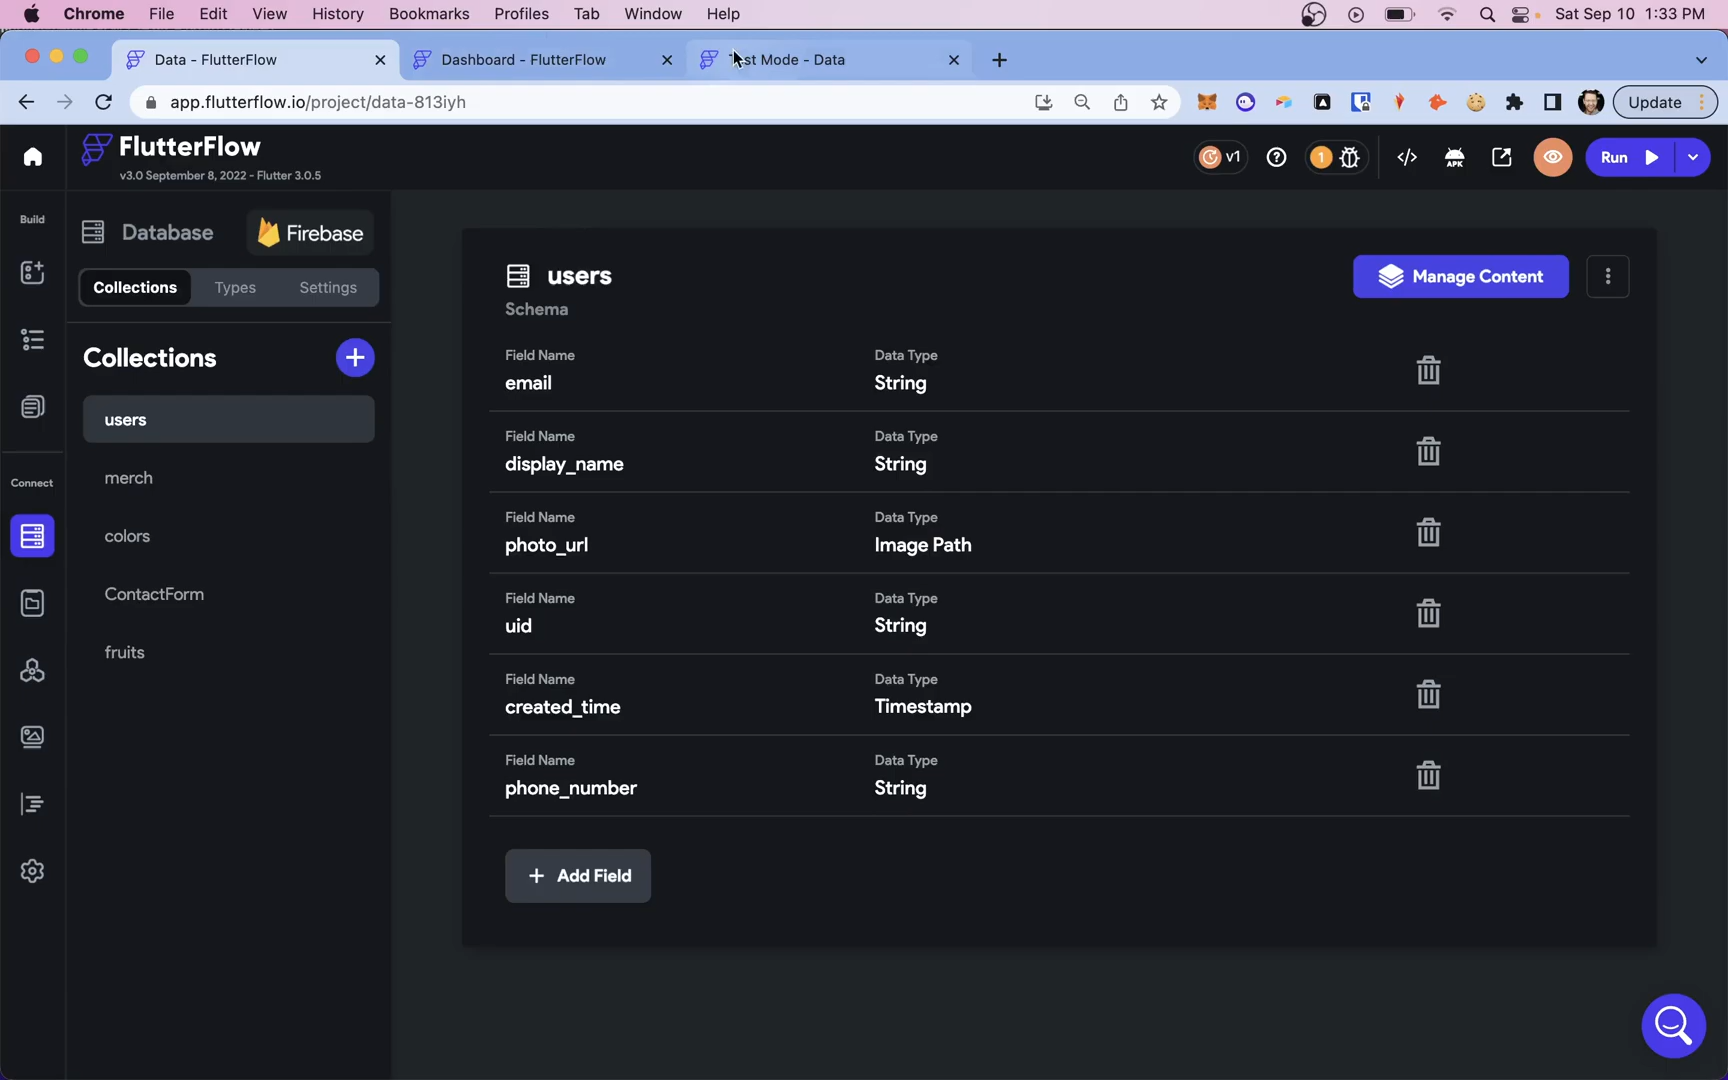 Chrome File Edit View History Bookmarks Profiles Tab Window Help Sat Sep 10 1:33 PM
Data - FlutterFlow Dashboard - FlutterFlow st Mode - Data
app.flutterflow.io/project/data-813iyh Update
FlutterFlow
v3.0 September 8, 2022 - Flutter 3.0.5
v1 1 APK Run
Build
Database Firebase
Collections Types Settings
Collections
users
merch
colors
ContactForm
fruits
Connect
users
Manage Content
Schema
Field Name Data Type
email String
Field Name Data Type
display_name String
Field Name Data Type
photo_url Image Path
Field Name Data Type
uid String
Field Name Data Type
created_time Timestamp
Field Name Data Type
phone_number String
Add Field